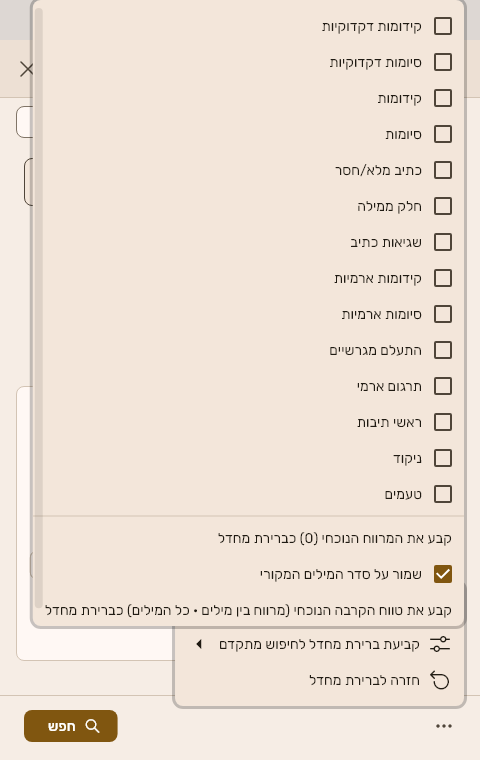 קידומות דקדוקיות
סיומות דקדוקיות
קידומות
סיומות
כתיב מלא/חסר
חלק ממילה
שגיאות כתיב
קידומות ארמיות
סיומות ארמיות
התעלם מגרשיים
תרגום ארמי
ראשי תיבות
ניקוד
טעמים
קבע את המרווח הנוכחי (0) כברירת מחדל
שמור על סדר המילים המקורי
קבע את טווח הקרבה הנוכחי (מרווח בין מילים • כל המילים) כברירת מחדל
קביעת ברירת מחדל לחיפוש מתקדם
חזרה לברירת מחדל
חפש